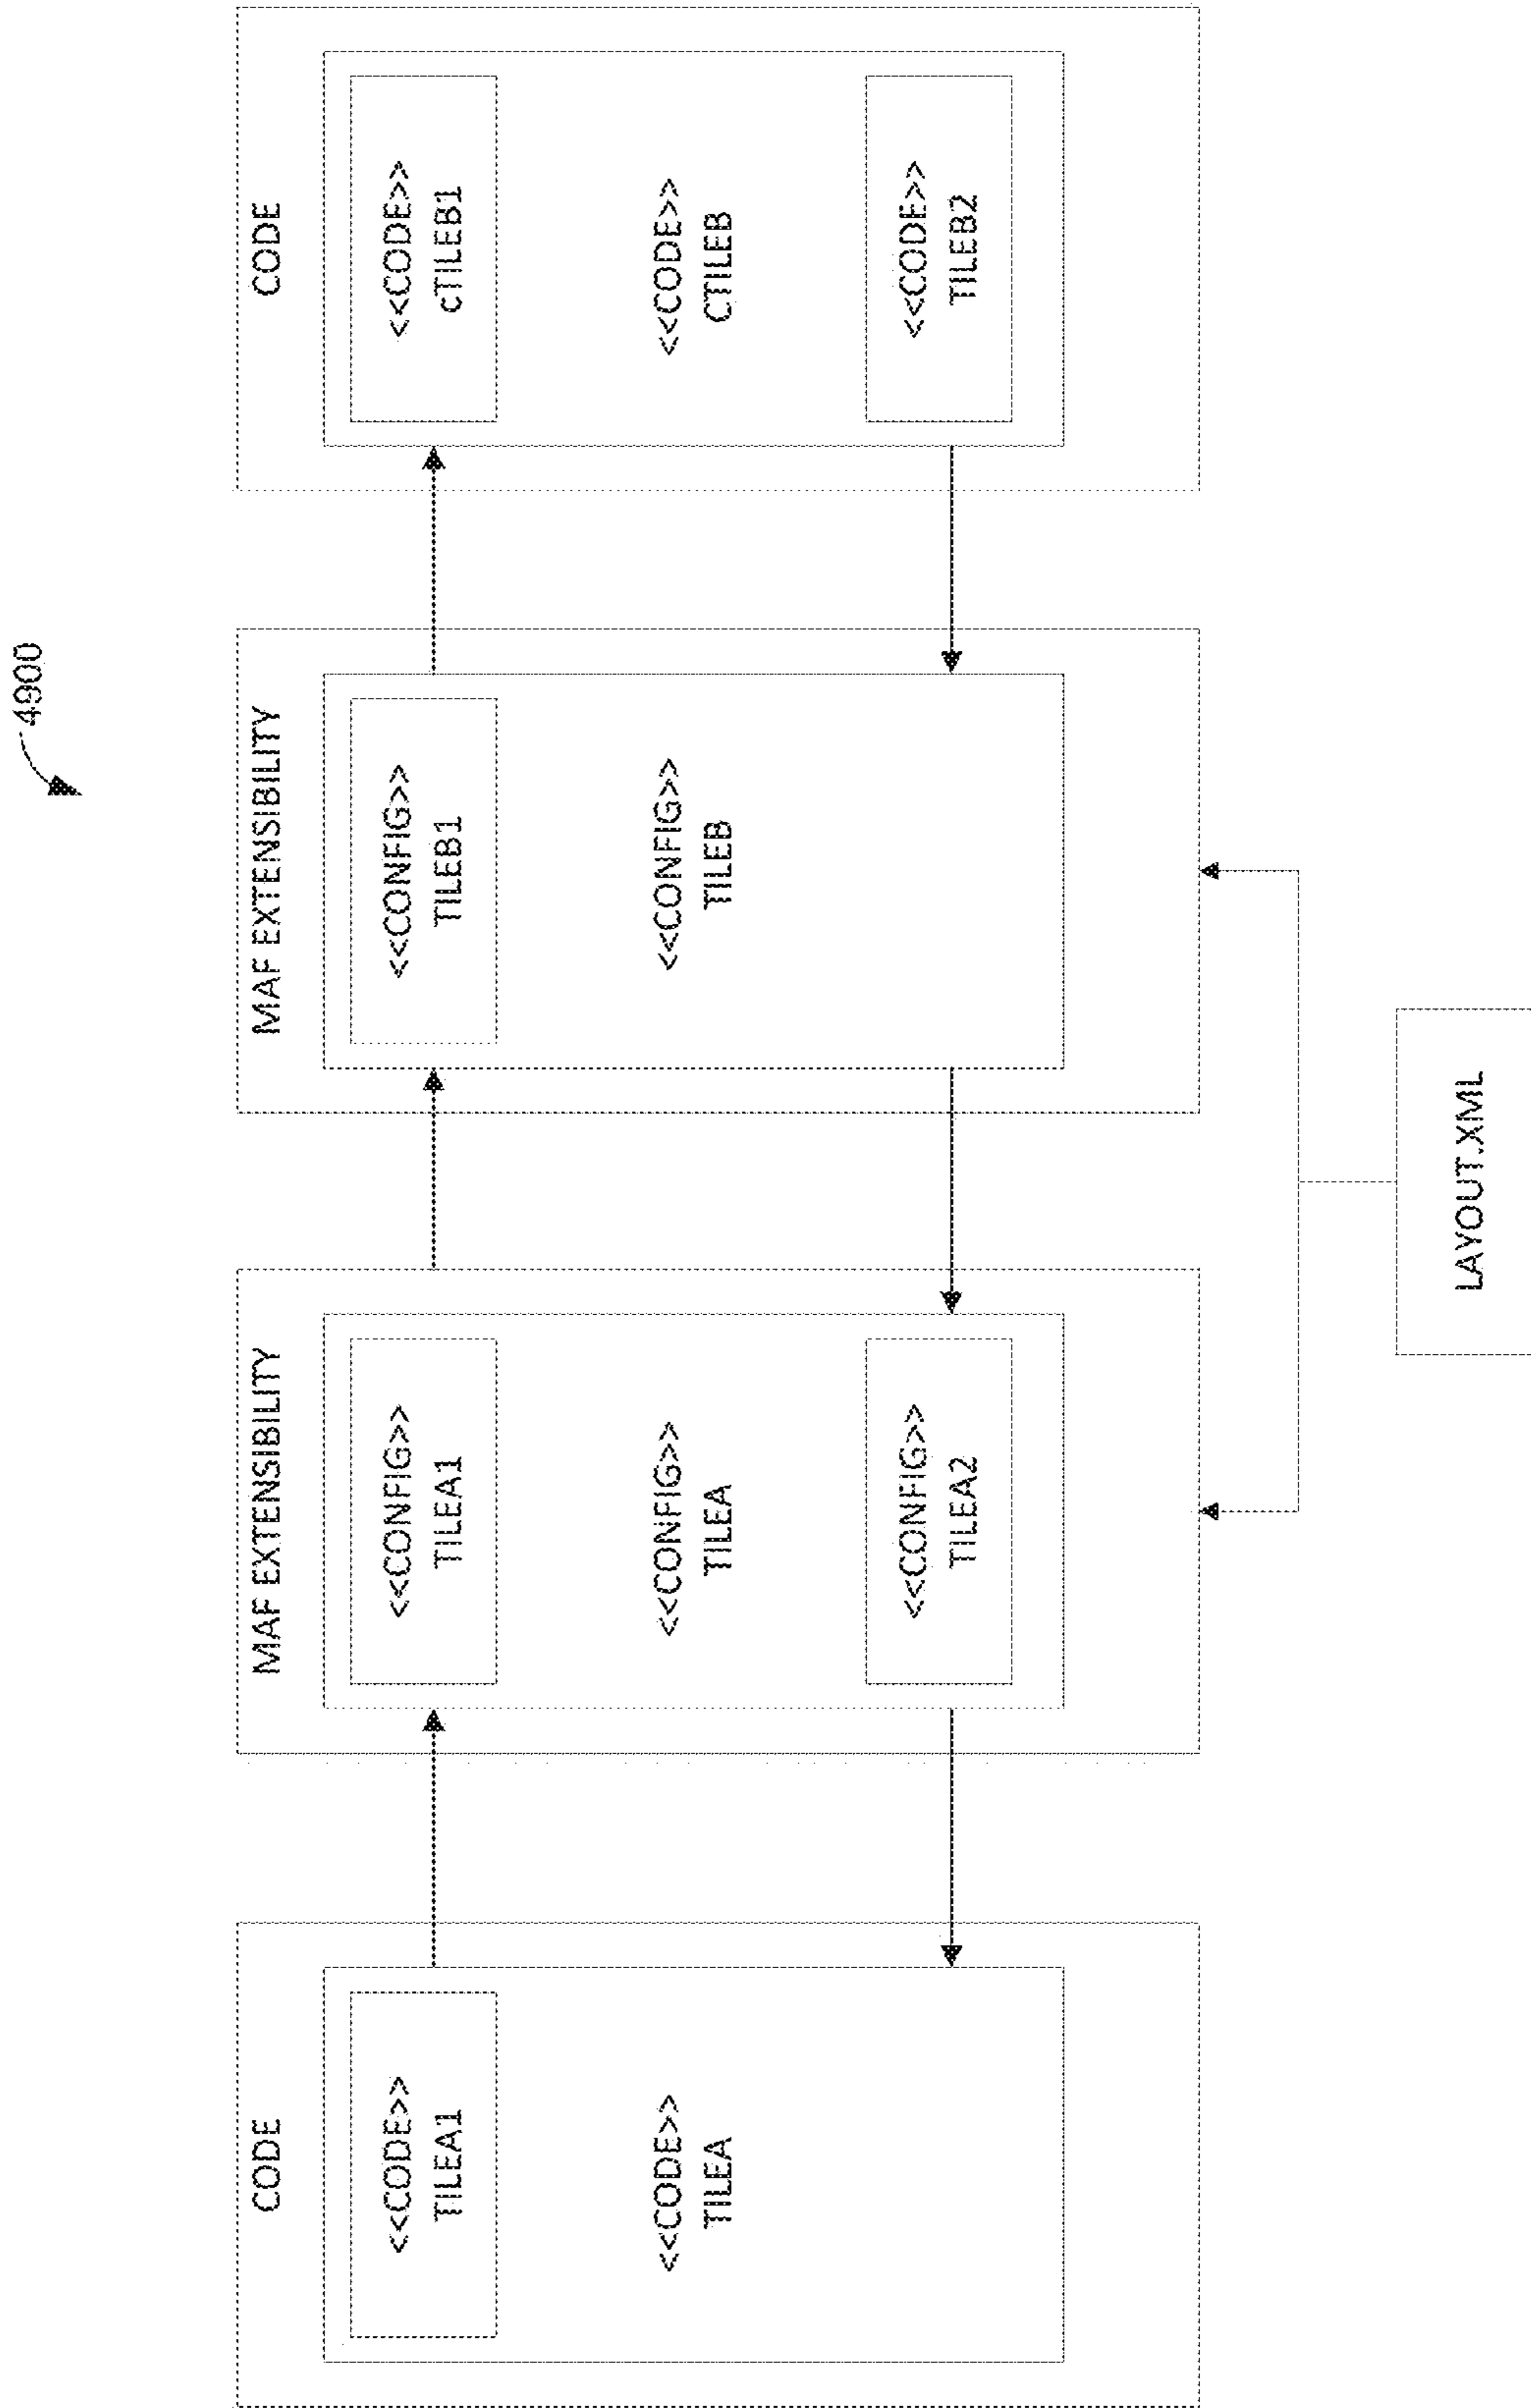 4900
CODE
<<CODE>>
TILEA1
<<CODE>>
TILEA
MAF EXTENSIBILITY
<<CONFIG>>
TILEA1
<<CONFIG>>
TILEA
<<CONFIG>>
TILEA2
MAF EXTENSIBILITY
<<CONFIG>>
TILEB1
<<CONFIG>>
TILEB
CODE
<<CODE>>
cTILEB1
<<CODE>>
CTILEB
<<CODE>>
TILEB2
LAYOUT.XML